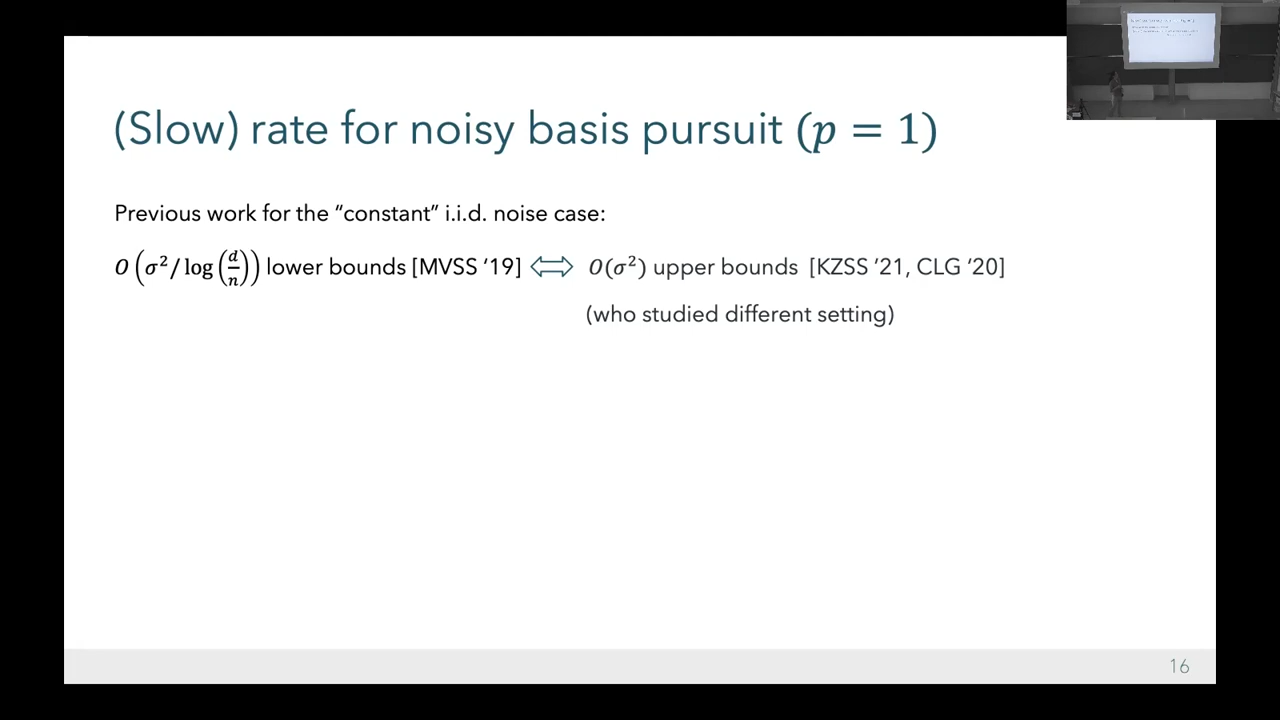 (Slow) rate for noisy basis pursuit (p = 1)
Previous work for the “constant” i.i.d. noise case:
O (σ²/ log (d/n)) lower bounds [MVSS ’19] ⟺ O(σ²) upper bounds [KZSS ’21, CLG ’20]
(who studied different setting)
16